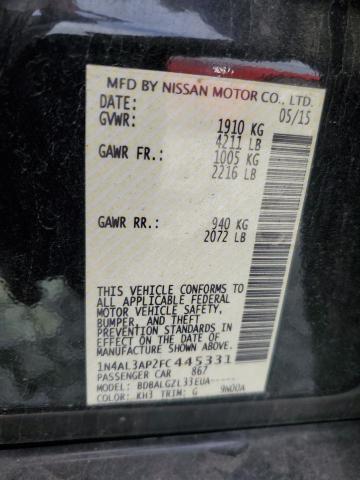 MFD BY NISSAN MOTOR CO., LTD.
DATE: 05/15
GVWR: 1910 KG
4211 LB
GAWR FR: 1005 KG
2216 LB
GAWR RR: 940 KG
2072 LB
THIS VEHICLE CONFORMS TO
ALL APPLICABLE FEDERAL
MOTOR VEHICLE SAFETY,
BUMPER, AND THEFT
PREVENTION STANDARDS
IN EFFECT ON THE DATE OF
MANUFACTURE SHOWN ABOVE.
1N4AL3AP2FC445331
PASSENGER CAR 867
MODEL: BDBALGZL33EUA-----
COLOR: KH3 TRIM: G 9N00A